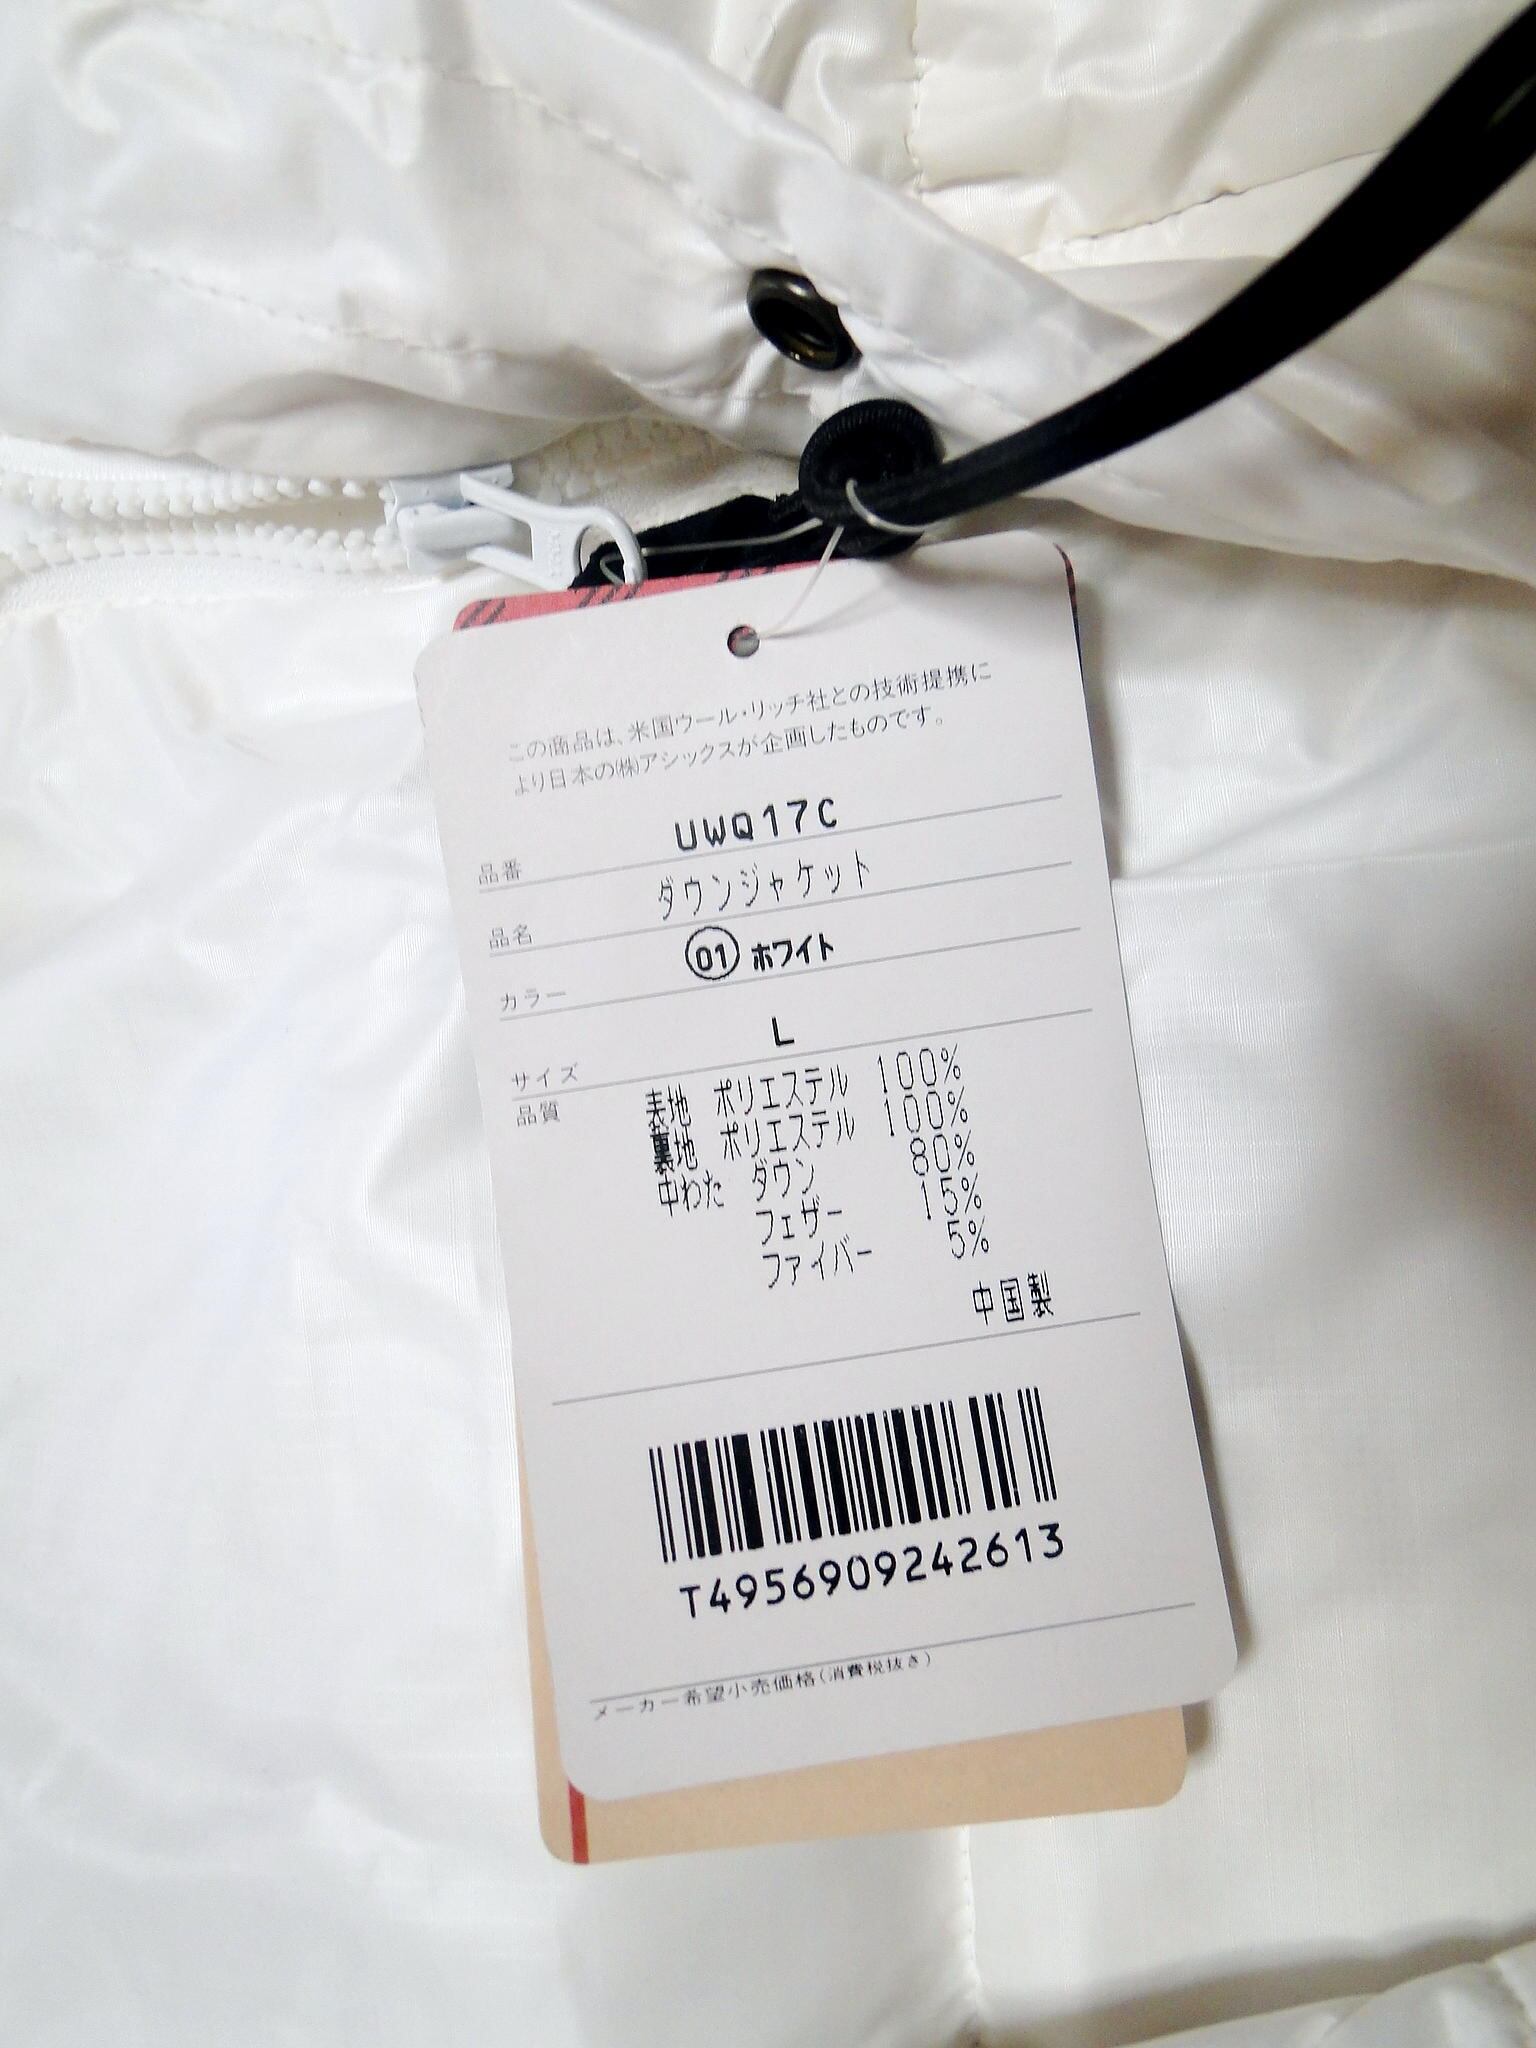 この商品は、米国ウール・リッチ社との技術提携に
より日本の㈱アシックスが企画したものです。
品番 UWQ17C
品名 ダウンジャケット
カラー 01 ホワイト
サイズ L
品質 表地 ポリエステル 100%
裏地 ポリエステル 100%
中わた ダウン 80%
フェザー 15%
ファイバー 5%
中国製
T4956909242613
メーカー希望小売価格(消費税抜き)